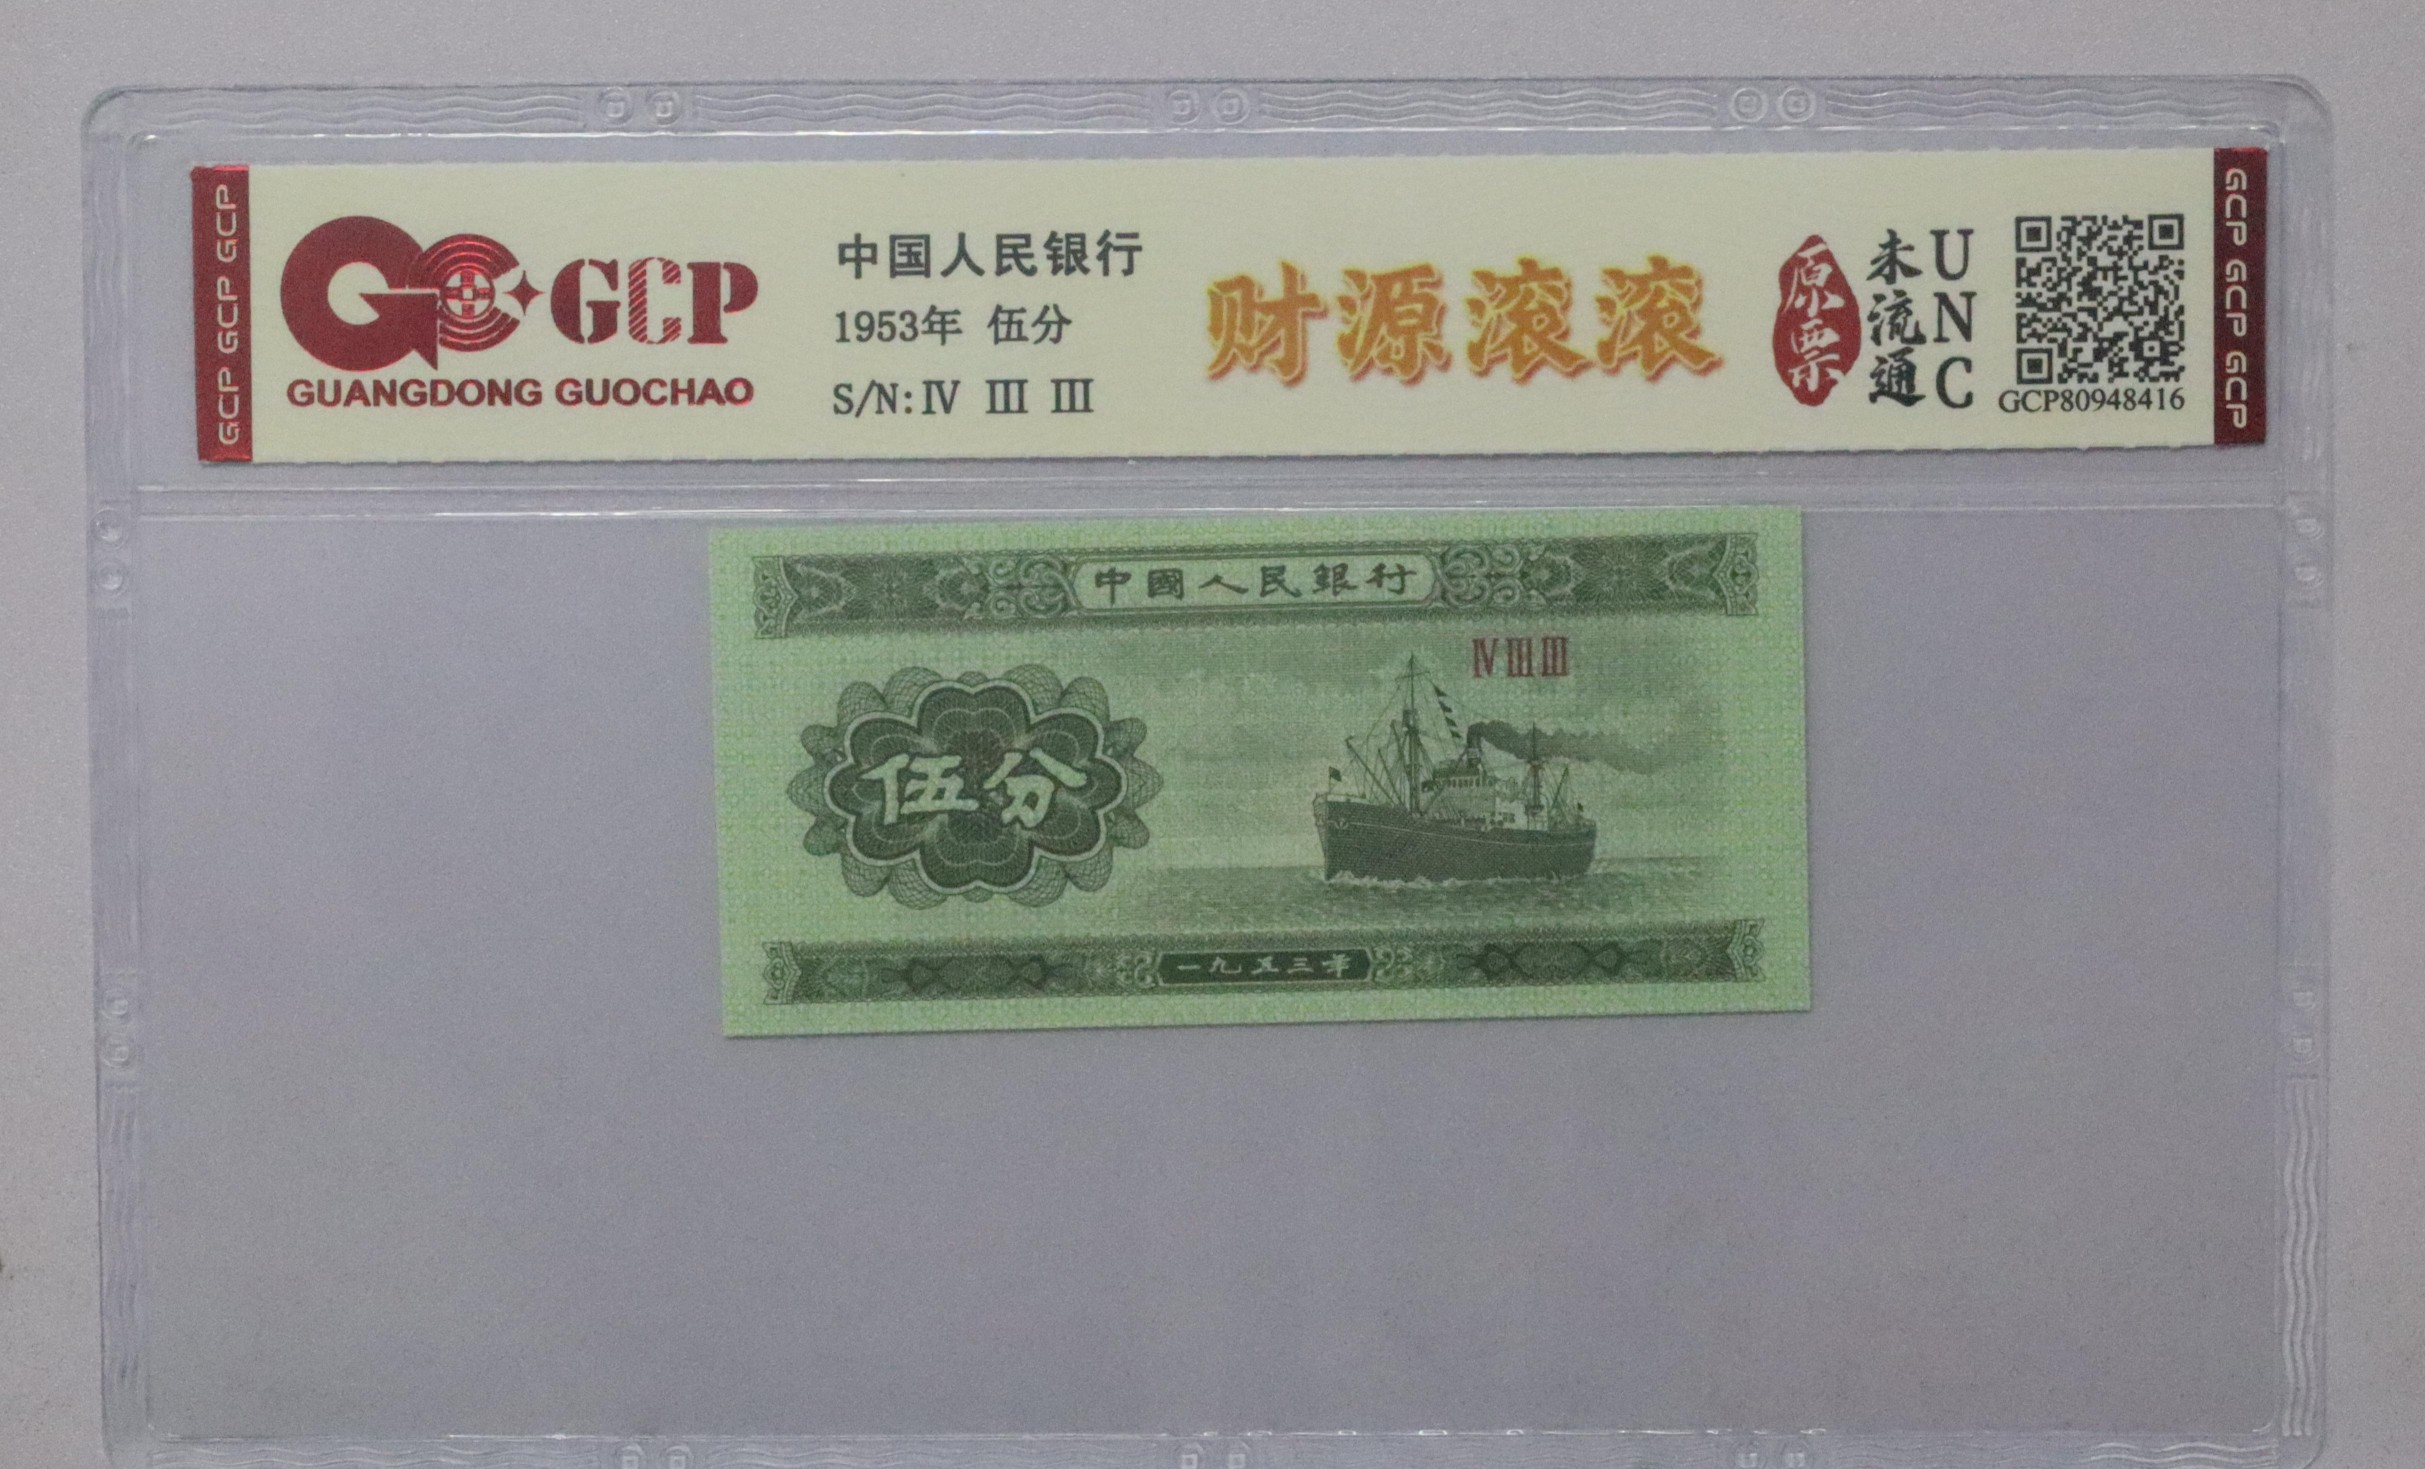 GCP GCP GCP
GCP
GUANGDONG GUOCHAO
中国人民银行
1953年 伍分
S/N:Ⅳ Ⅲ Ⅲ
财源滚滚
原票
未流通
UNC
GCP80948416
GCP GCP GCP
中國人民銀行
Ⅳ Ⅲ Ⅲ
伍分
一九五三年